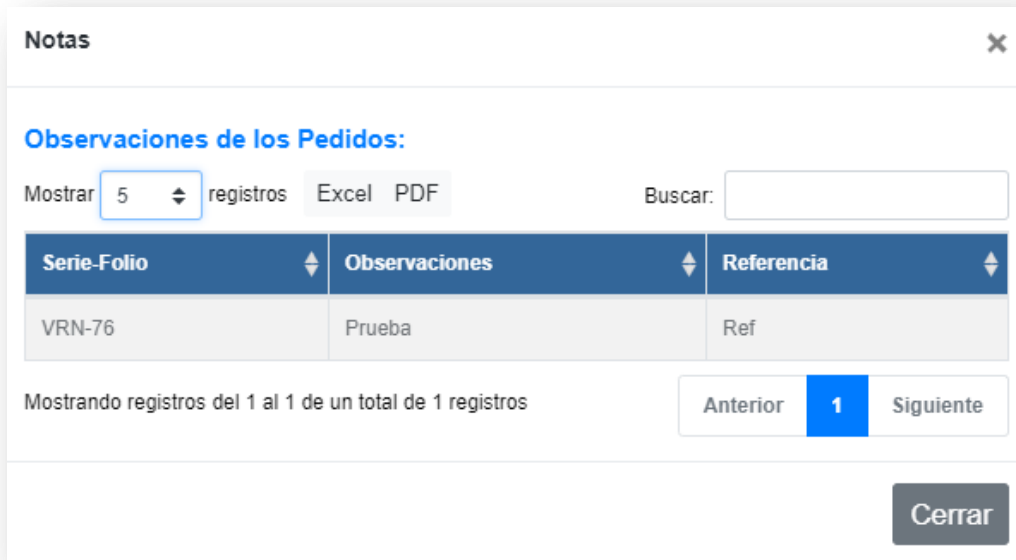 Notas ×
Observaciones de los Pedidos:
Mostrar 5 registros Excel PDF Buscar:
Serie-Folio Observaciones Referencia
VRN-76 Prueba Ref
Mostrando registros del 1 al 1 de un total de 1 registros Anterior 1 Siguiente
Cerrar